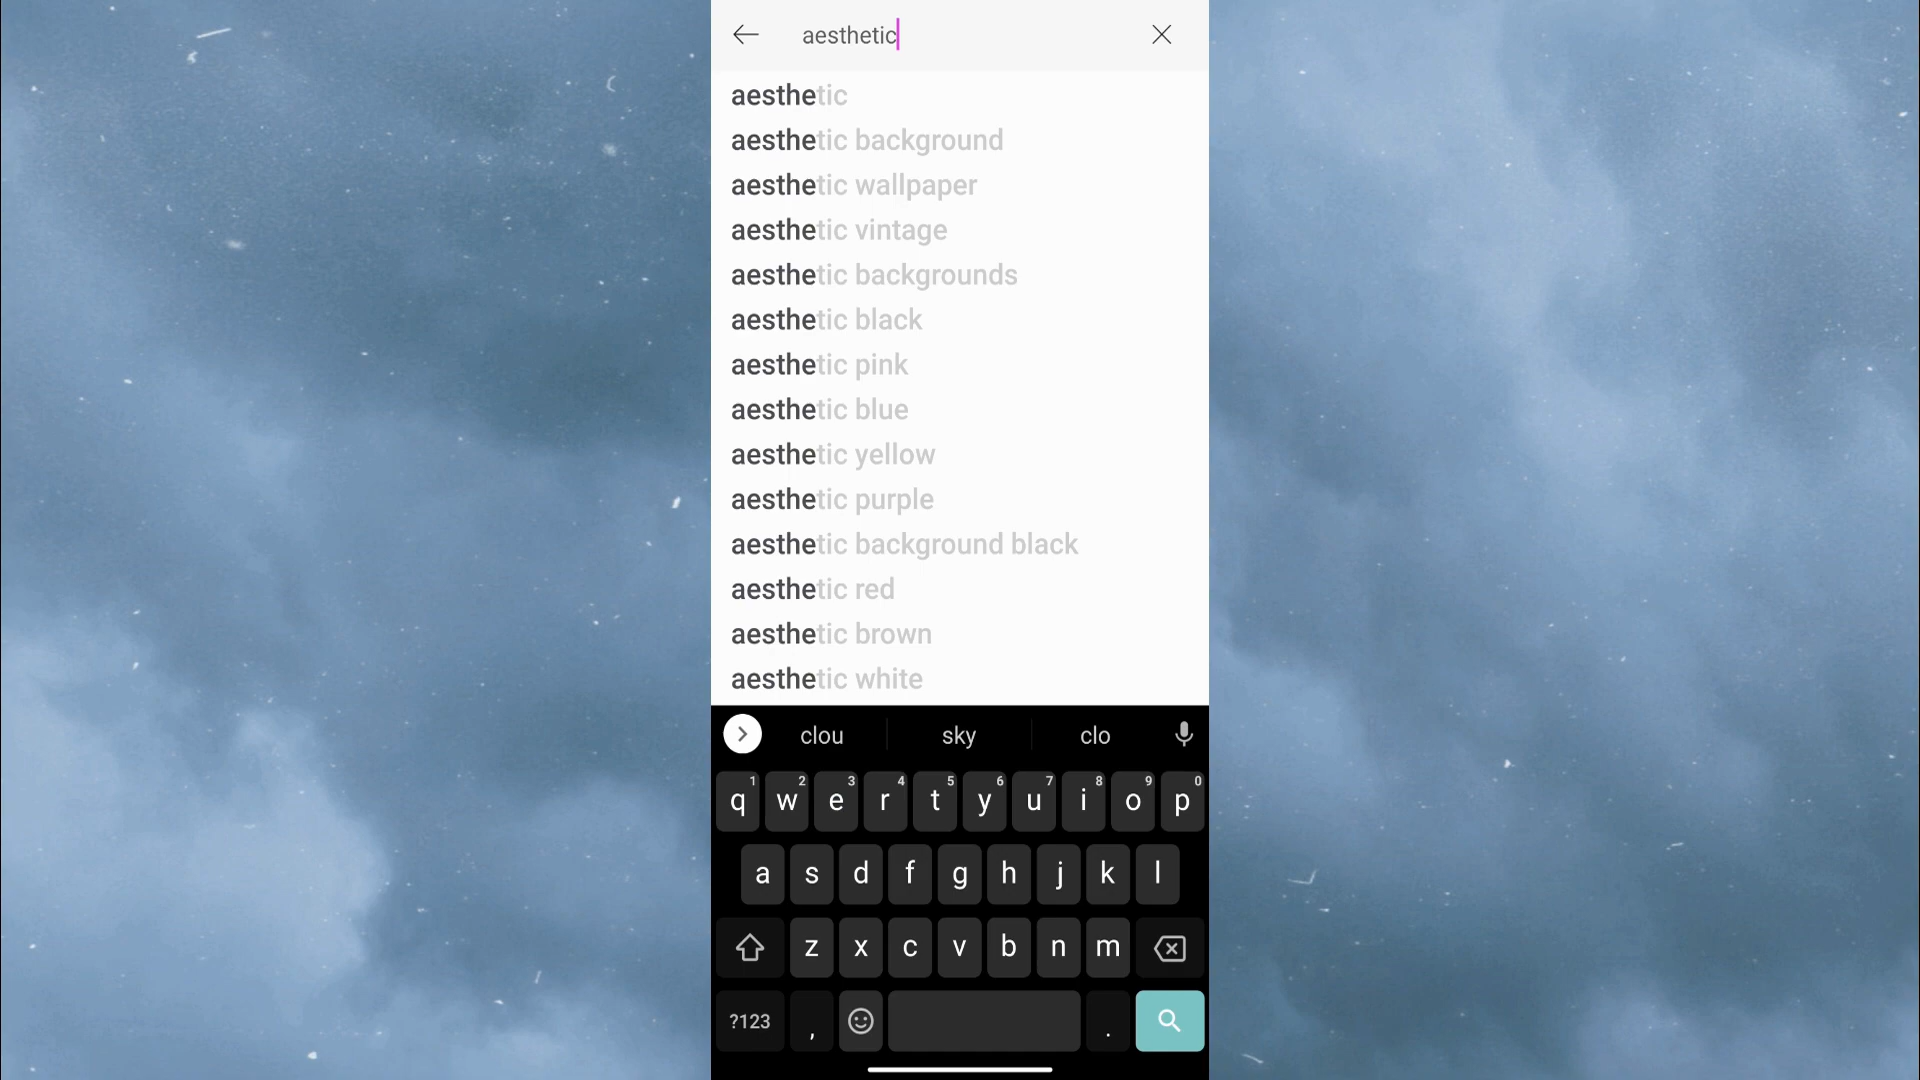 aesthetic
aesthetic
aesthetic background
aesthetic wallpaper
aesthetic vintage
aesthetic backgrounds
aesthetic black
aesthetic pink
aesthetic blue
aesthetic yellow
aesthetic purple
aesthetic background black
aesthetic red
aesthetic brown
aesthetic white
clou sky clo
1 2 3 4 5 6 7 8 9 0
q w e r t y u i o p
a s d f g h j k l
z x c v b n m
?123 , .